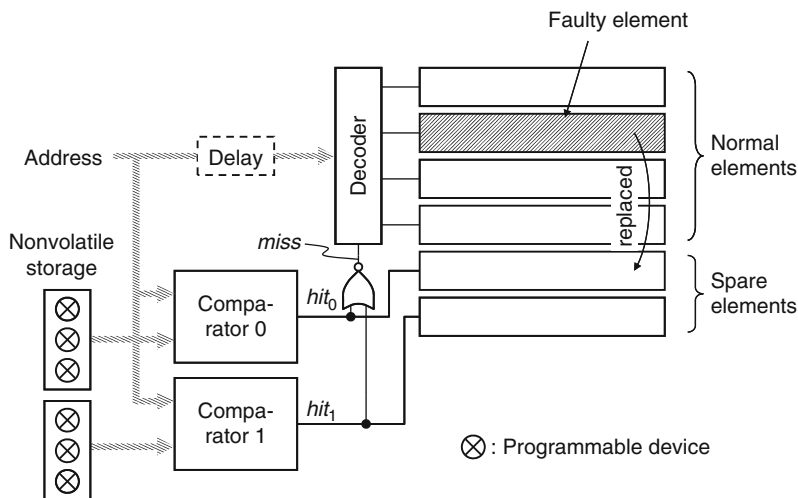 Faulty element
Address
Delay
Decoder
Normal
elements
replaced
Nonvolatile
storage
miss
Compa-
rator 0
hit0
Spare
elements
Compa-
rator 1
hit1
: Programmable device